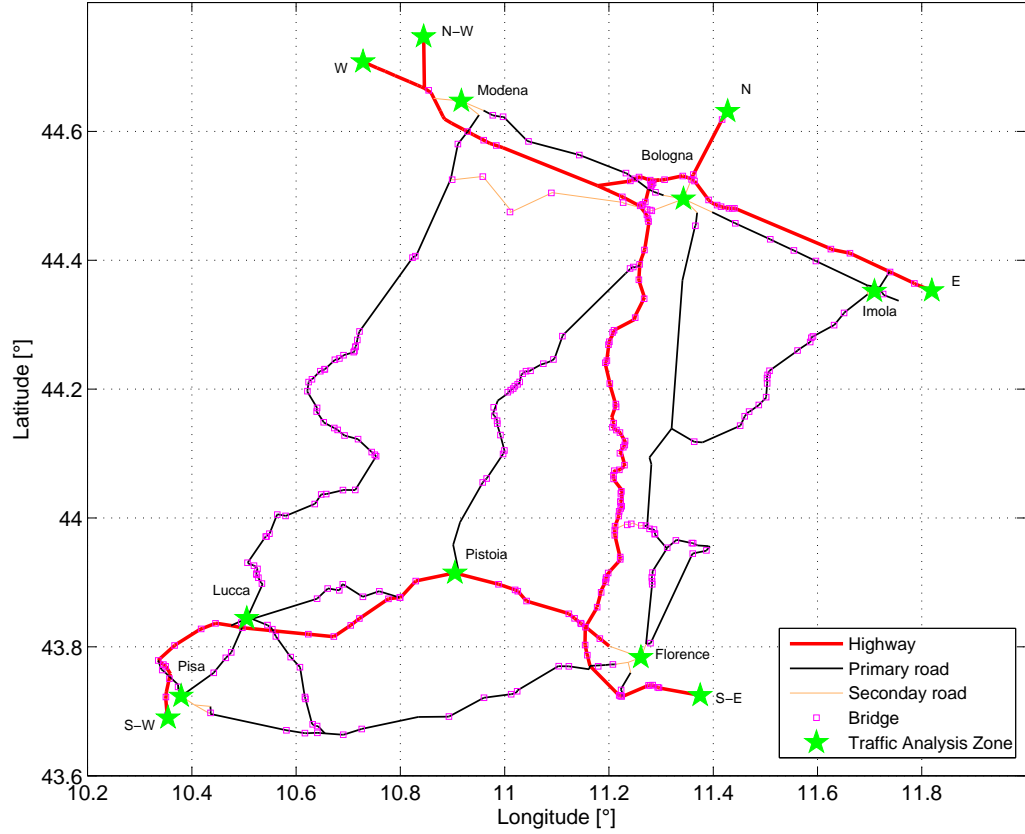 N−W
W
Modena
N
44.6
Bologna
44.4
E
Imola
44.2
Latitude [°]
44
Pistoia
Lucca
43.8
Pisa
Florence
S−E
S−W
Highway
Primary road
Seconday road
Bridge
Traffic Analysis Zone
43.6
10.2 10.4 10.6 10.8 11 11.2 11.4 11.6 11.8
Longitude [°]